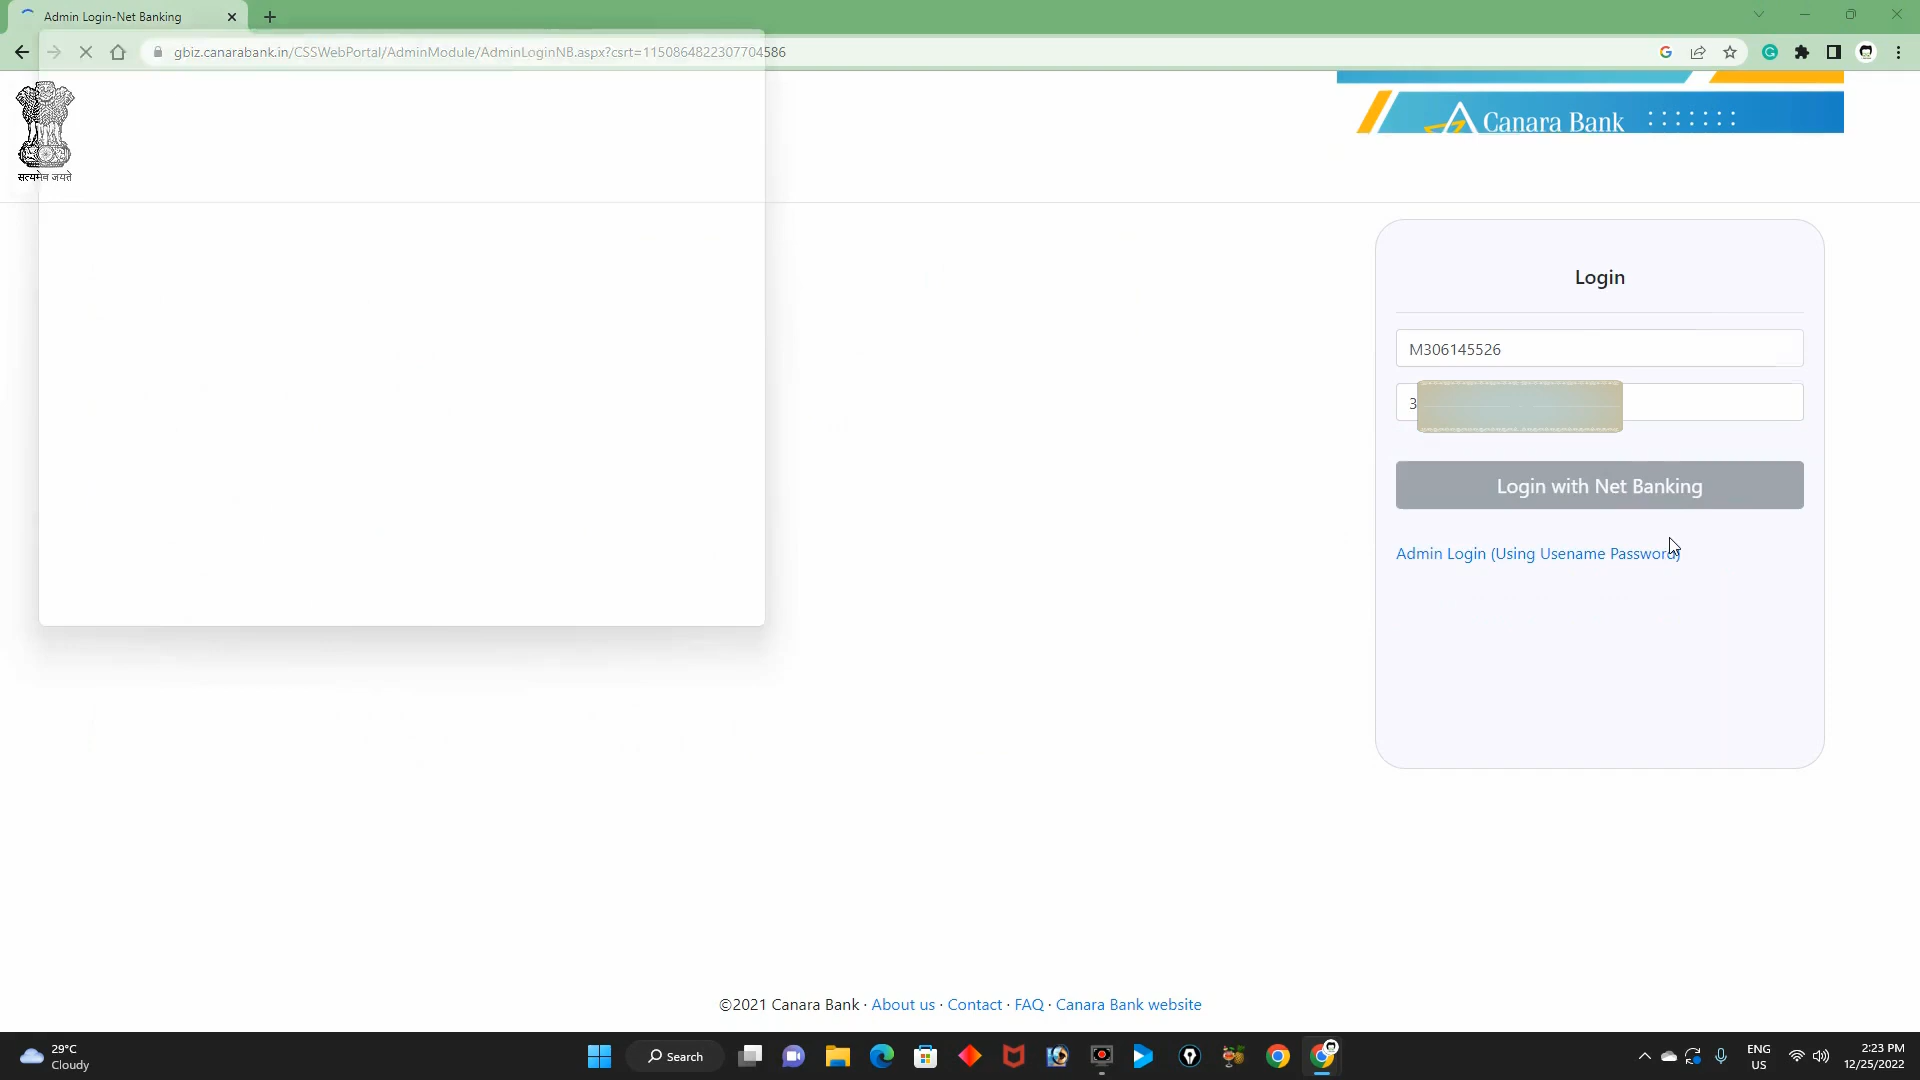 Admin Login-Net Banking
gbiz.canarabank.in/CSSWebPortal/AdminModule/AdminLoginNB.aspx?csrt=1150864822307704586
सत्यमेव जयते
Canara Bank
Login
M306145526
3
Login with Net Banking
Admin Login (Using Usename Password)
©2021 Canara Bank · About us · Contact · FAQ · Canara Bank website
29°C
Cloudy
Search
ENG
US
2:23 PM
12/25/2022